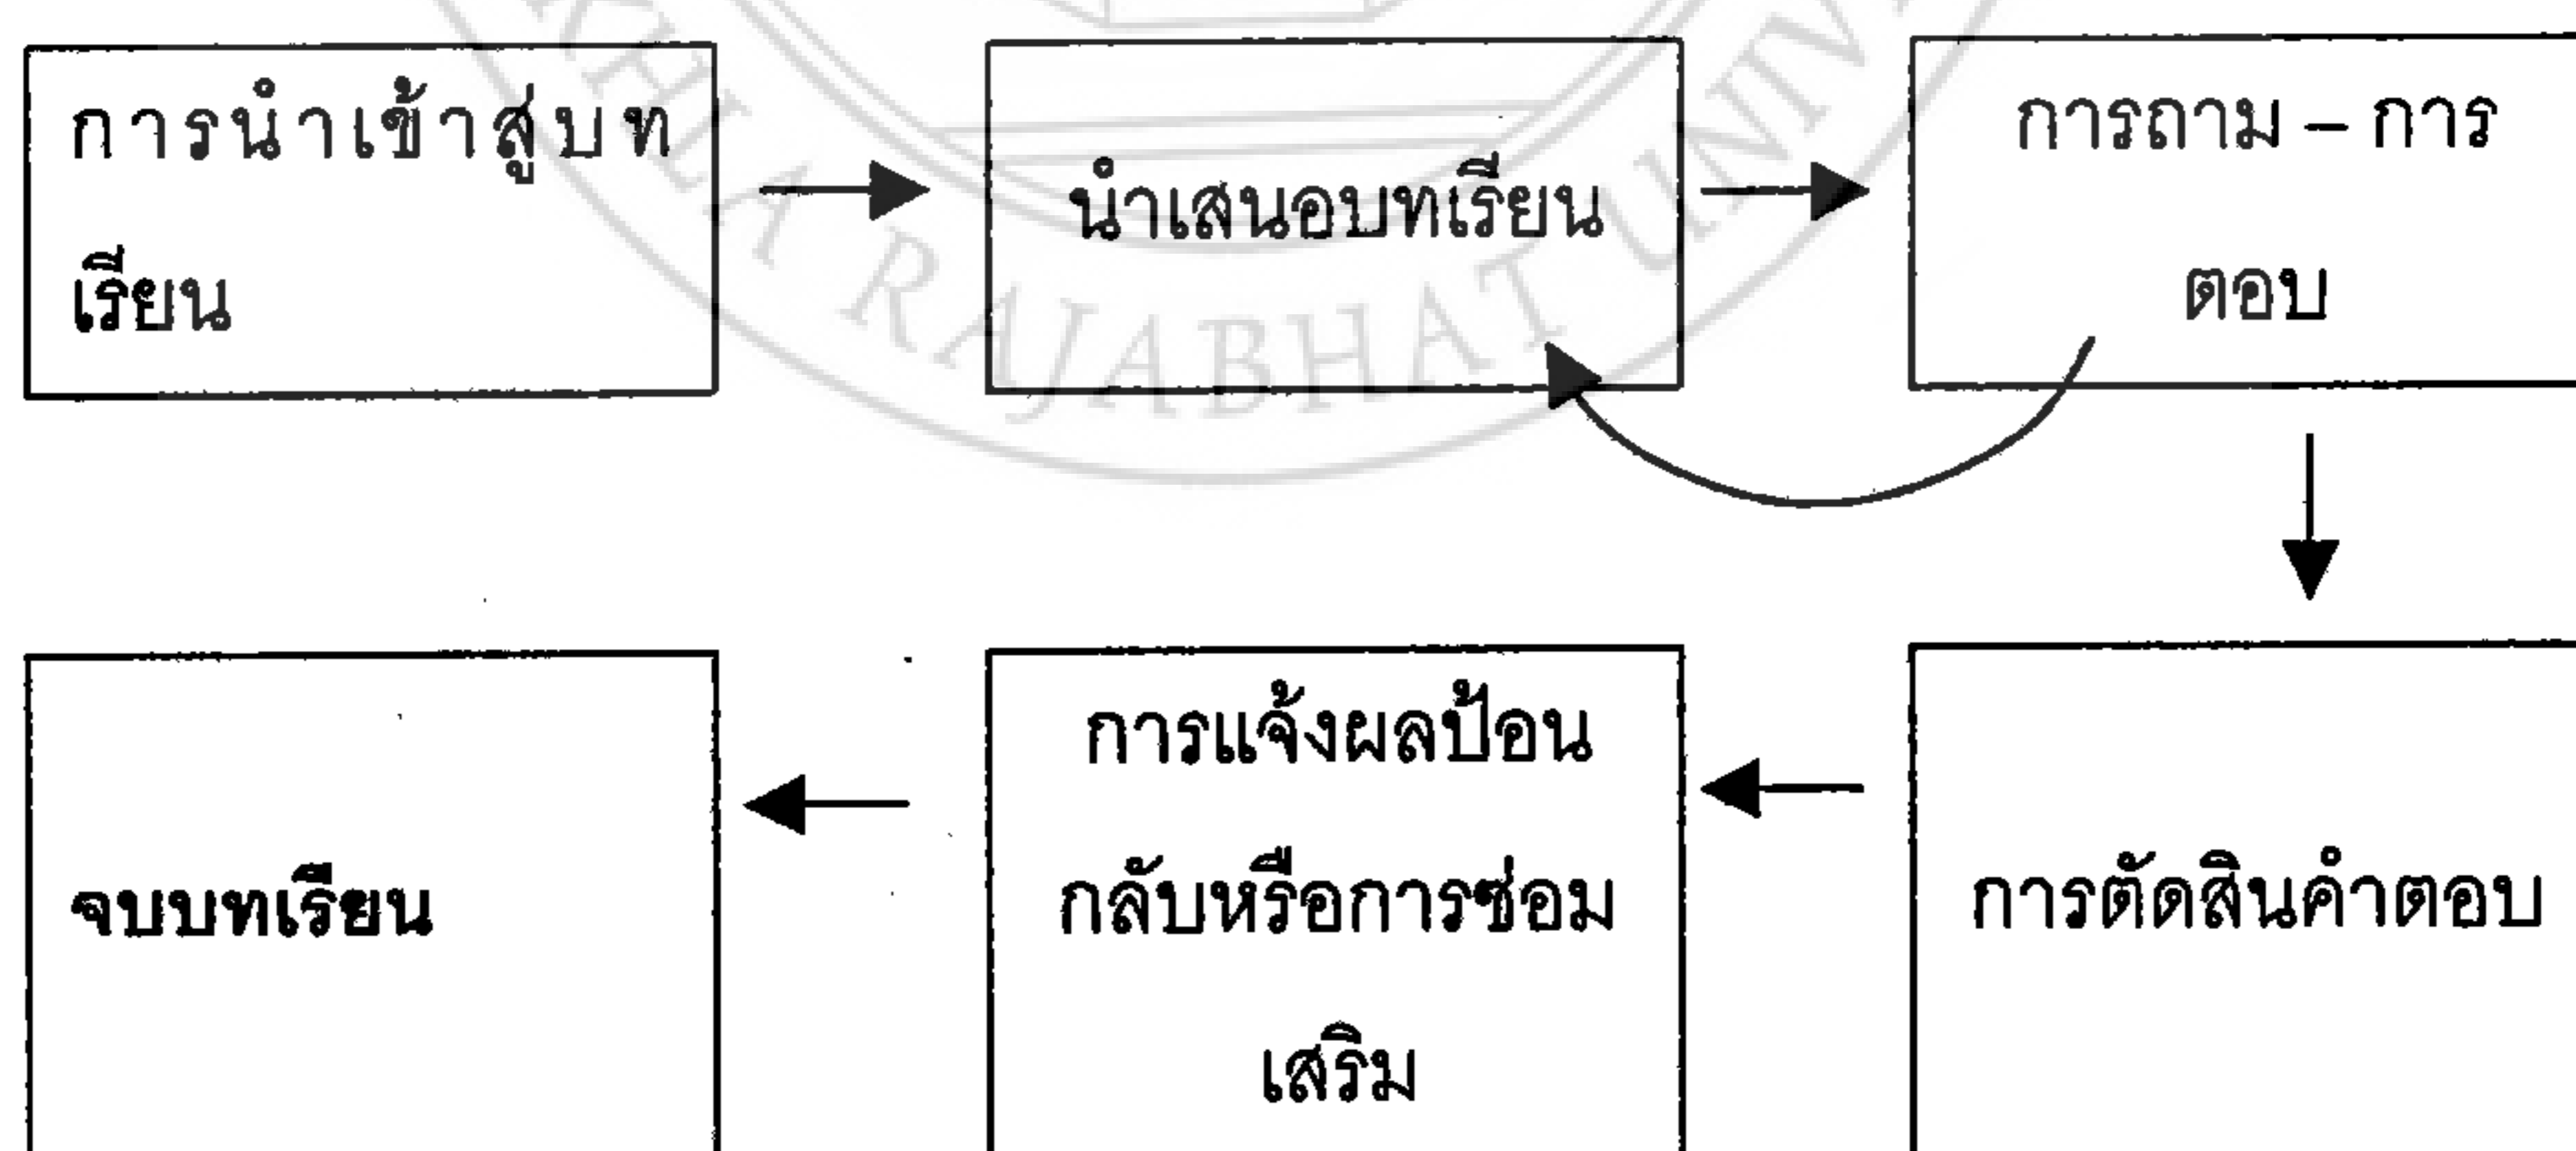 การนำเข้าสู่บท
เรียน
นำเสนอบทเรียน
การถาม – การ
ตอบ
จบบทเรียน
การแจ้งผลป้อน
กลับหรือการซ่อม
เสริม
การตัดสินคำตอบ
KHLA RAJABHAT UNIV